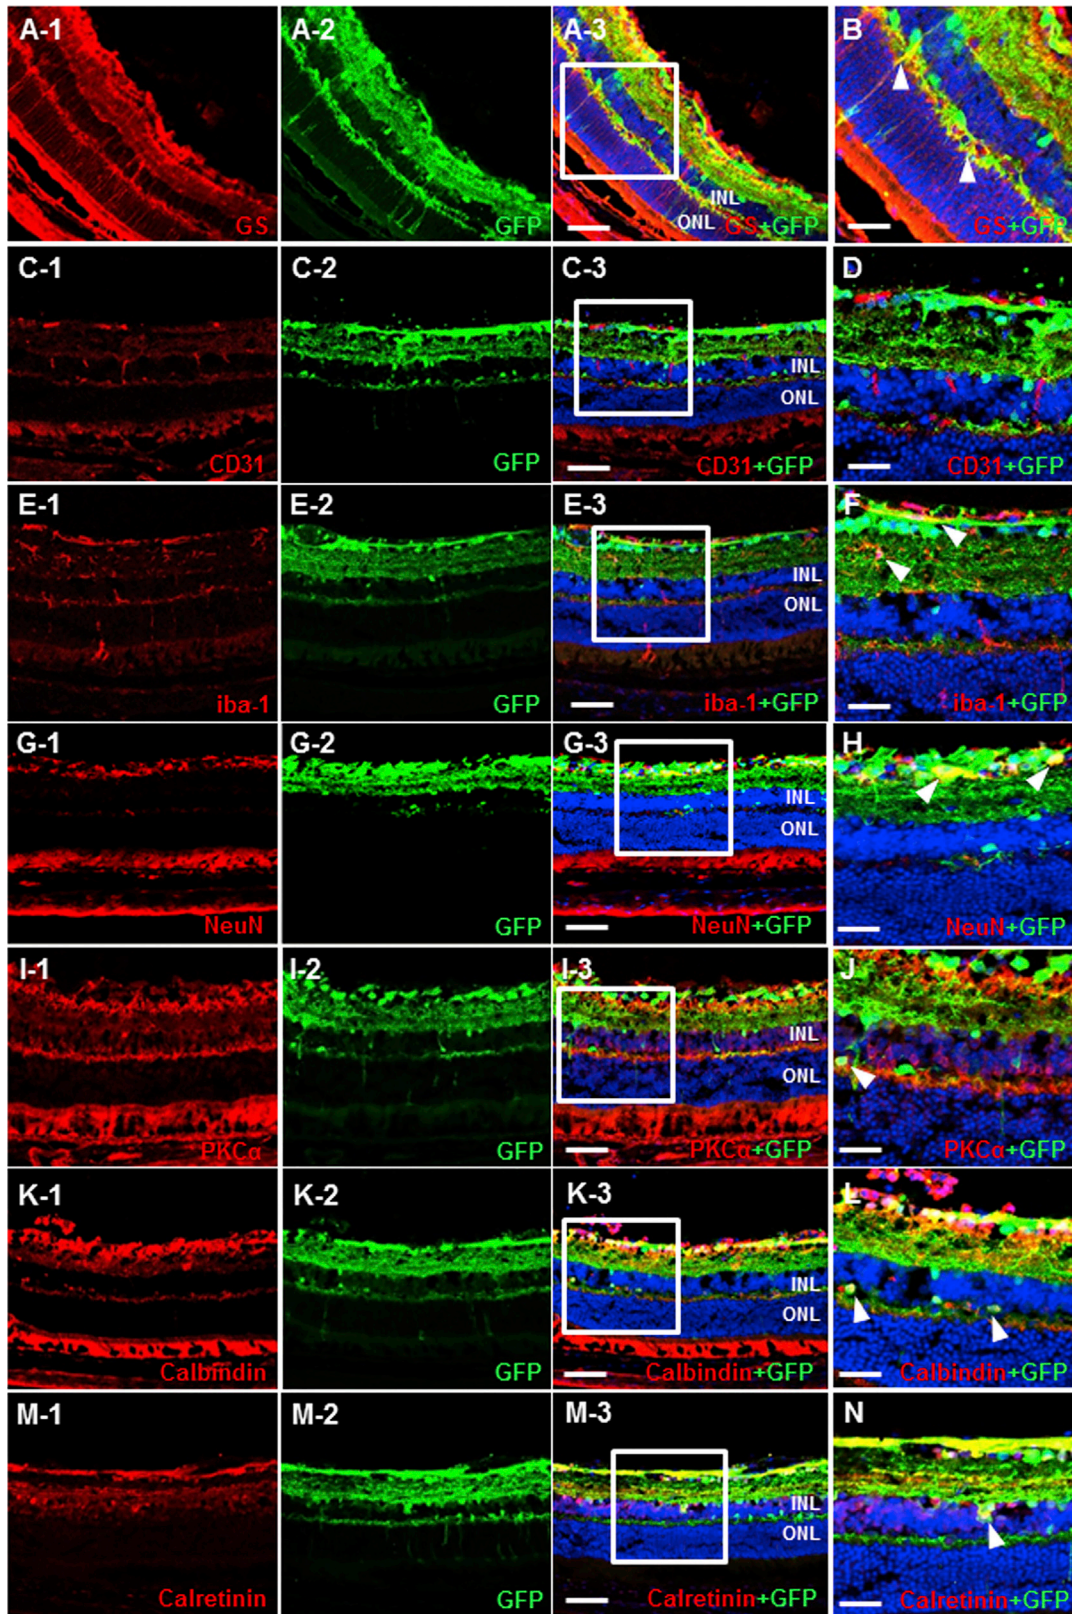 A-1 A-2 A-3 B
INL
ONL
GS GFP GS+GFP GS+GFP
C-1 C-2 C-3 D
INL
ONL
CD31 GFP CD31+GFP CD31+GFP
E-1 E-2 E-3 F
INL
ONL
iba-1 GFP iba-1+GFP iba-1+GFP
G-1 G-2 G-3 H
INL
ONL
NeuN GFP NeuN+GFP NeuN+GFP
I-1 I-2 I-3 J
INL
ONL
PKCα GFP PKCα+GFP PKCα+GFP
K-1 K-2 K-3 L
INL
ONL
Calbindin GFP Calbindin+GFP Calbindin+GFP
M-1 M-2 M-3 N
INL
ONL
Calretinin GFP Calretinin+GFP Calretinin+GFP